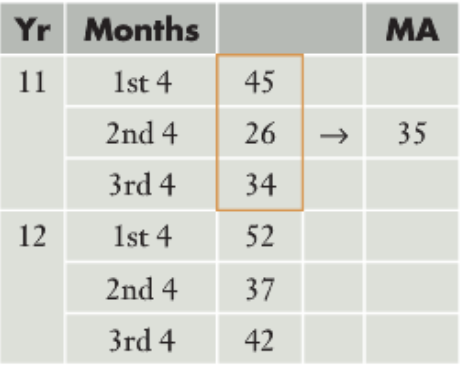 Yr Months MA
11 1st 4 45
2nd 4 26 → 35
3rd 4 34
12 1st 4 52
2nd 4 37
3rd 4 42